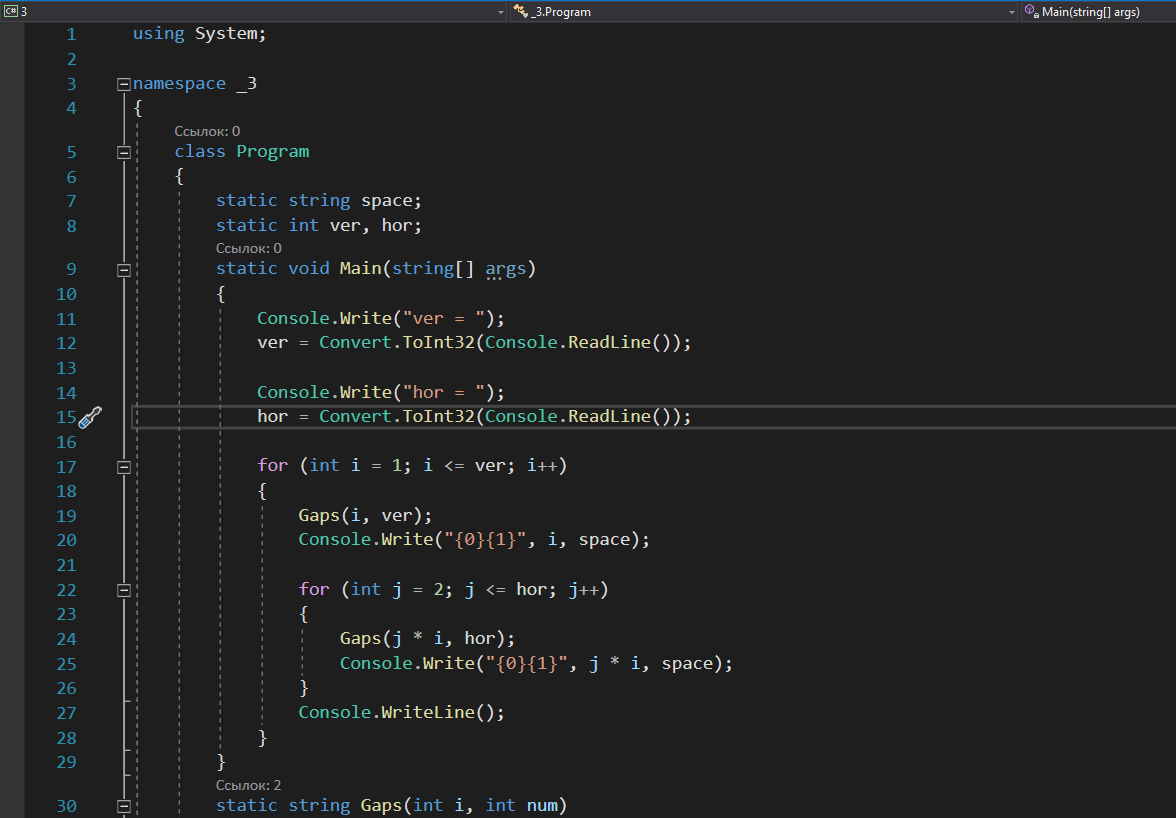 C# 3 _3.Program Main(string[] args)
1 using System;
2
3 namespace _3
4 {
Ссылок: 0
5 class Program
6 {
7 static string space;
8 static int ver, hor;
Ссылок: 0
9 static void Main(string[] args)
10 {
11 Console.Write("ver = ");
12 ver = Convert.ToInt32(Console.ReadLine());
13
14 Console.Write("hor = ");
15 hor = Convert.ToInt32(Console.ReadLine());
16
17 for (int i = 1; i <= ver; i++)
18 {
19 Gaps(i, ver);
20 Console.Write("{0}{1}", i, space);
21
22 for (int j = 2; j <= hor; j++)
23 {
24 Gaps(j * i, hor);
25 Console.Write("{0}{1}", j * i, space);
26 }
27 Console.WriteLine();
28 }
29 }
Ссылок: 2
30 static string Gaps(int i, int num)